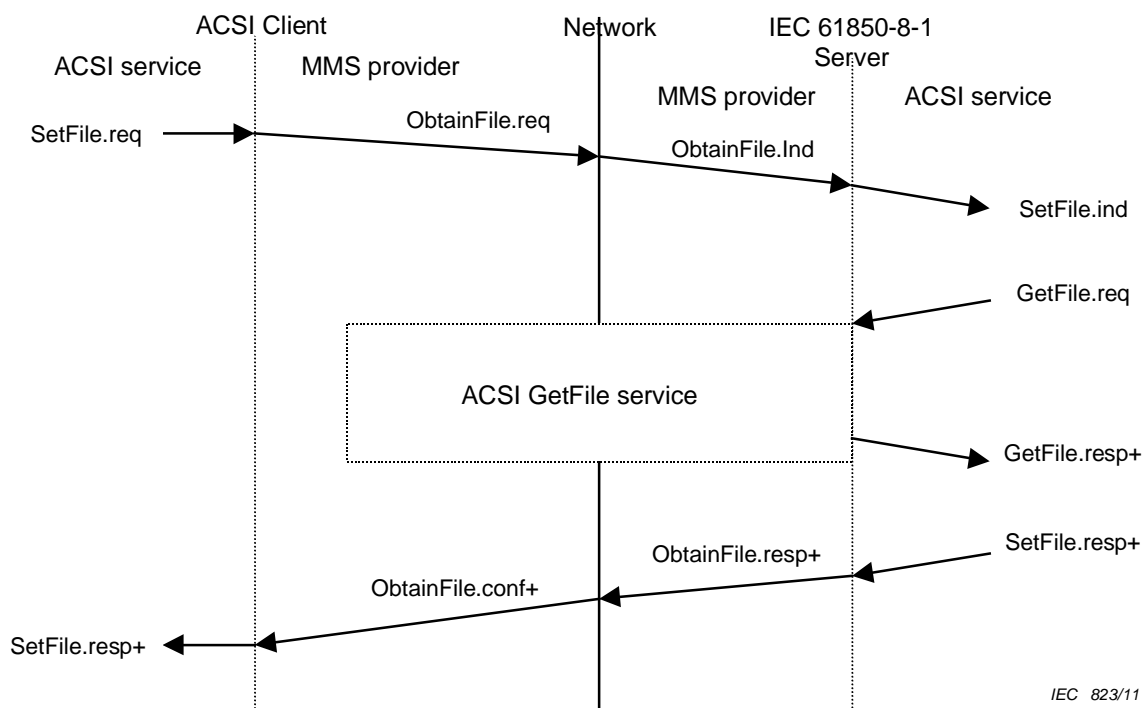 ACSI Client
Network
IEC 61850-8-1
Server
ACSI service
MMS provider
MMS provider
ACSI service
SetFile.req
ObtainFile.req
ObtainFile.Ind
SetFile.ind
GetFile.req
ACSI GetFile service
GetFile.resp+
SetFile.resp+
ObtainFile.resp+
ObtainFile.conf+
SetFile.resp+
IEC 823/11